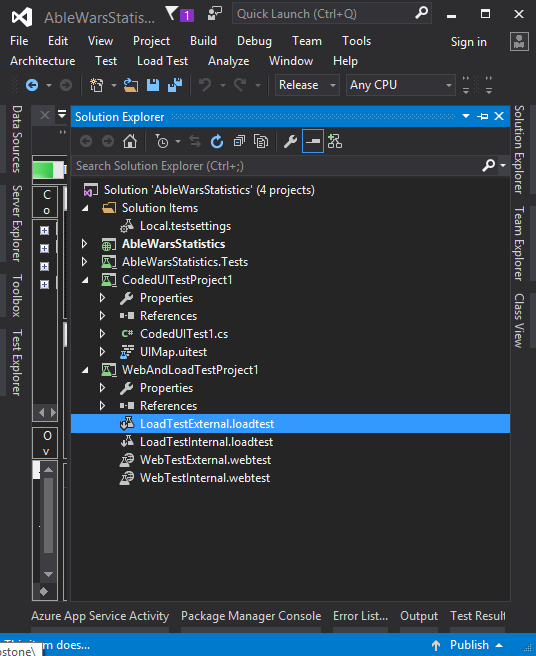 AbleWarsStatis...
1
Quick Launch (Ctrl+Q)
File Edit View Project Build Debug Team Tools Sign in
Architecture Test Load Test Analyze Window Help
Release Any CPU
Data Sources
Server Explorer
Toolbox
Test Explorer
Co
Ov
Solution Explorer
Search Solution Explorer (Ctrl+;)
Solution 'AbleWarsStatistics' (4 projects)
Solution Items
Local.testsettings
AbleWarsStatistics
AbleWarsStatistics.Tests
CodedUITestProject1
Properties
References
C# CodedUITest1.cs
UIMap.uitest
WebAndLoadTestProject1
Properties
References
LoadTestExternal.loadtest
LoadTestInternal.loadtest
WebTestExternal.webtest
WebTestInternal.webtest
Solution Explorer
Team Explorer
Class View
Azure App Service Activity Package Manager Console Error List... Output Test Result
This item does... Publish
ostone\